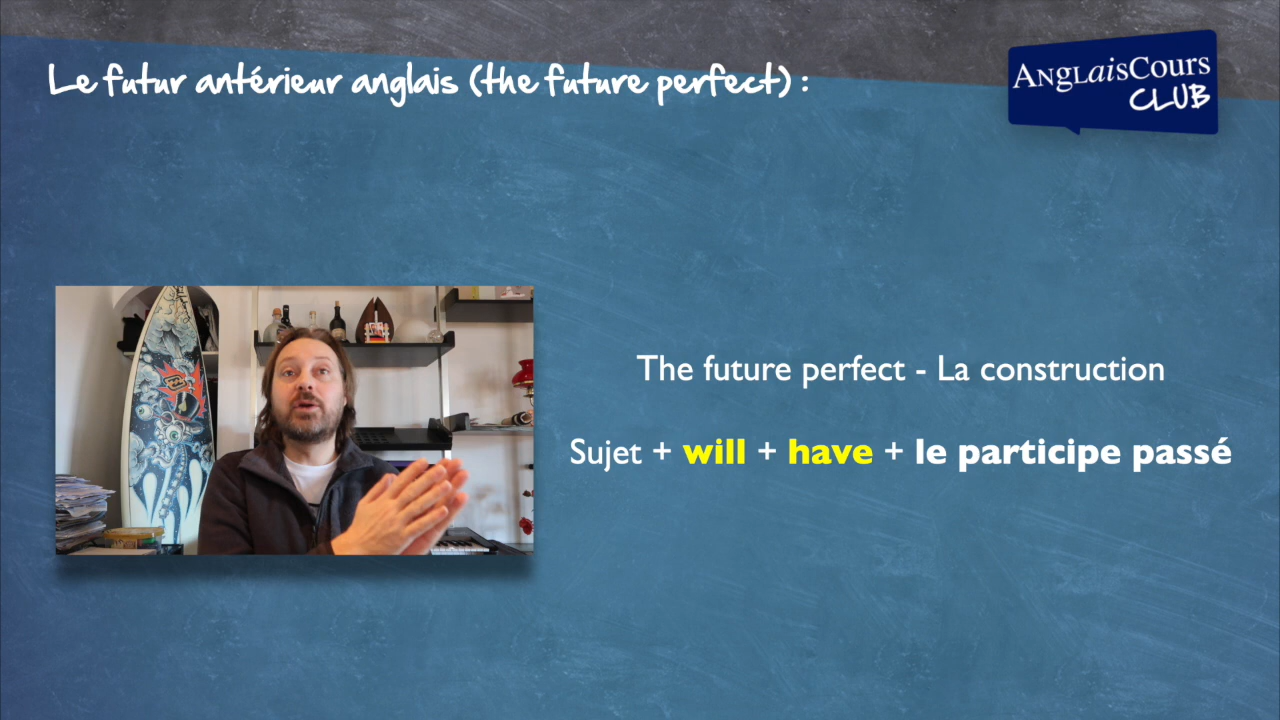 Le futur antérieur anglais (the future perfect) :
AnglaisCours
CLUB
The future perfect - La construction
Sujet + will + have + le participe passé